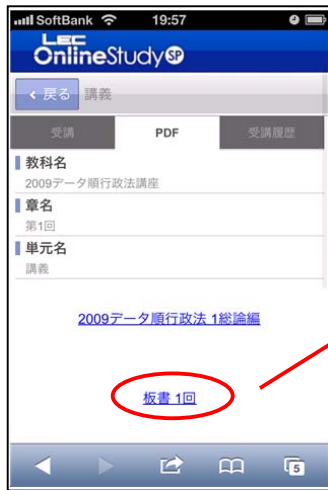 SoftBank 19:57
LEC
OnlineStudy SP
戻る 講義
受講 PDF 受講履歴
教科名
2009データ順行政法講座
章名
第1回
単元名
講義
2009データ順行政法 1総論編
板書 1回
5